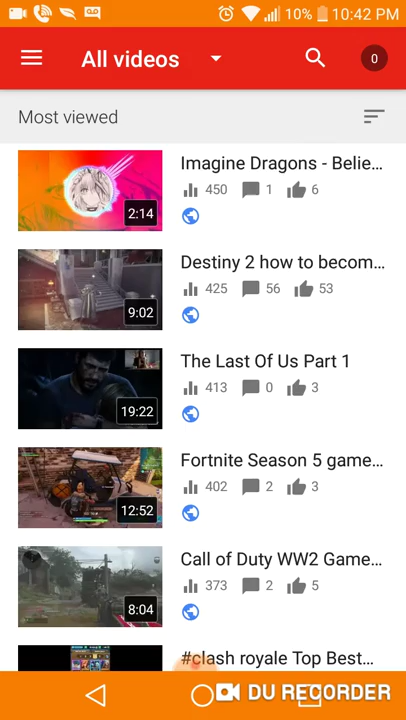 10% 10:42 PM
All videos 0
Most viewed
Imagine Dragons - Belie...
450 1 6
2:14
Destiny 2 how to becom...
425 56 53
9:02
The Last Of Us Part 1
413 0 3
19:22
Fortnite Season 5 game...
402 2 3
12:52
Call of Duty WW2 Game...
373 2 5
8:04
#clash royale Top Best...
DU RECORDER